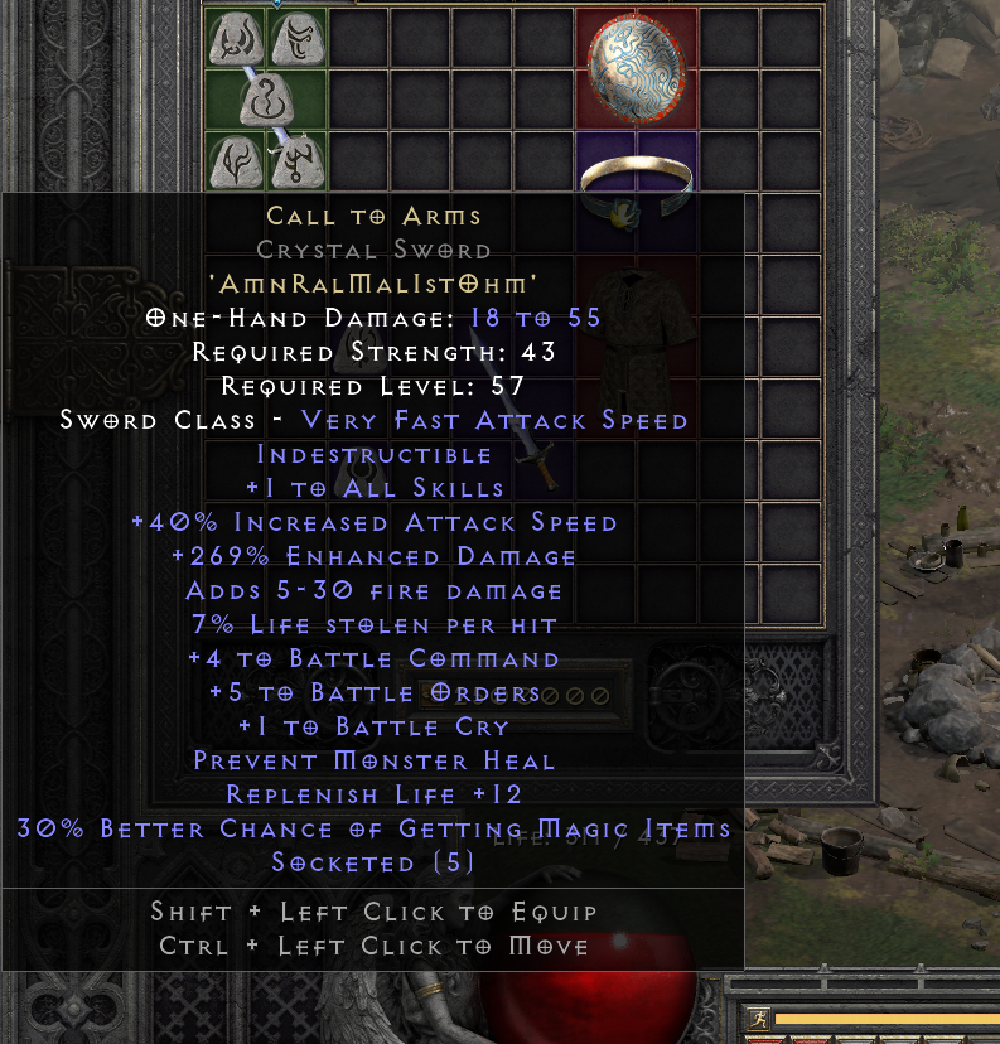 Call to Arms
Crystal Sword
'AmnRalMalIstOhm'
One-Hand Damage: 18 to 55
Required Strength: 43
Required Level: 57
Sword Class - Very Fast Attack Speed
Indestructible
+1 to All Skills
+40% Increased Attack Speed
+269% Enhanced Damage
Adds 5-30 fire damage
7% Life stolen per hit
+4 to Battle Command
+5 to Battle Orders
+1 to Battle Cry
Prevent Monster Heal
Replenish Life +12
30% Better Chance of Getting Magic Items
Socketed (5)
Shift + Left Click to Equip
Ctrl + Left Click to Move